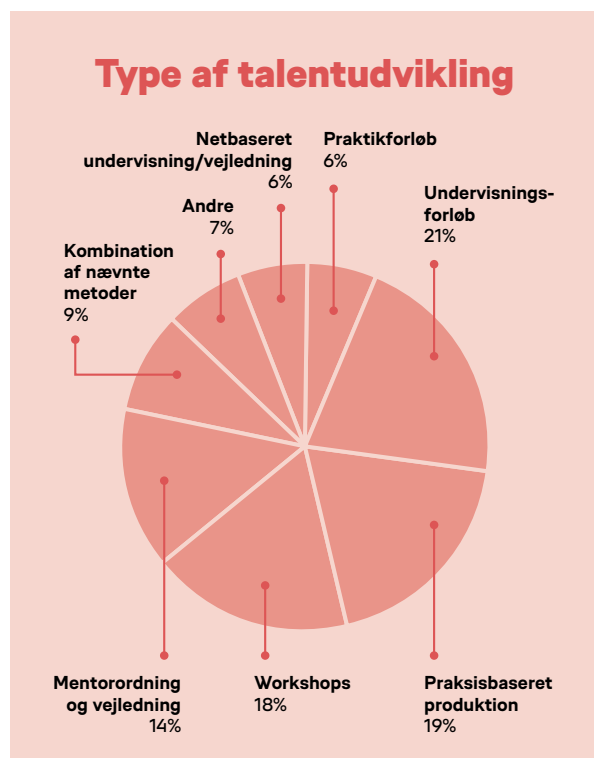 Type af talentudvikling
Netbaseret
undervisning/vejledning
6%
Praktikforløb
6%
Undervisnings-
forløb
21%
Andre
7%
Kombination
af nævnte
metoder
9%
Mentorordning
og vejledning
14%
Workshops
18%
Praksisbaseret
produktion
19%